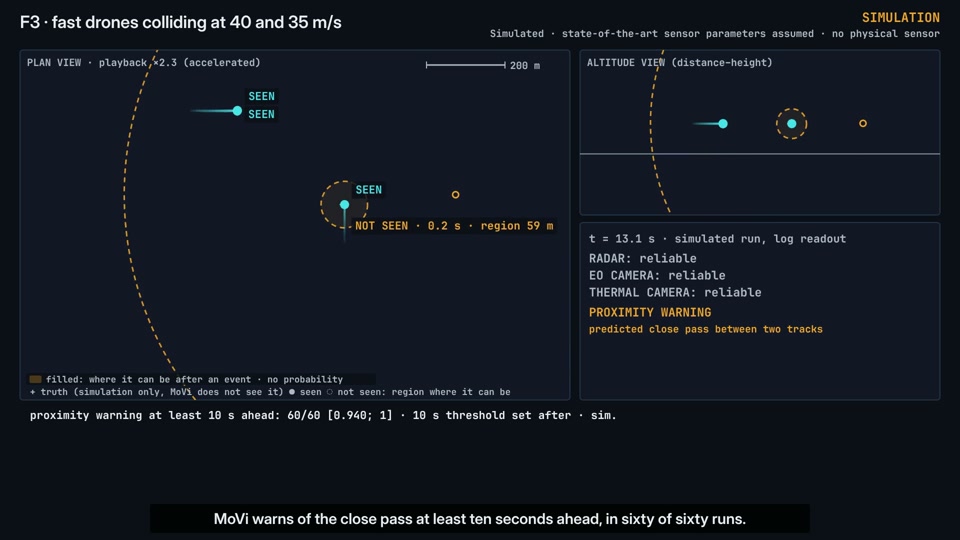 F3 · fast drones colliding at 40 and 35 m/s
SIMULATION
Simulated · state-of-the-art sensor parameters assumed · no physical sensor
PLAN VIEW · playback ×2.3 (accelerated)
200 m
SEEN
SEEN
SEEN
NOT SEEN · 0.2 s · region 59 m
filled: where it can be after an event · no probability
+ truth (simulation only, MoVi does not see it) ● seen ◌ not seen: region where it can be
ALTITUDE VIEW (distance-height)
t = 13.1 s · simulated run, log readout
RADAR: reliable
EO CAMERA: reliable
THERMAL CAMERA: reliable
PROXIMITY WARNING
predicted close pass between two tracks
proximity warning at least 10 s ahead: 60/60 [0.940; 1] · 10 s threshold set after · sim.
MoVi warns of the close pass at least ten seconds ahead, in sixty of sixty runs.